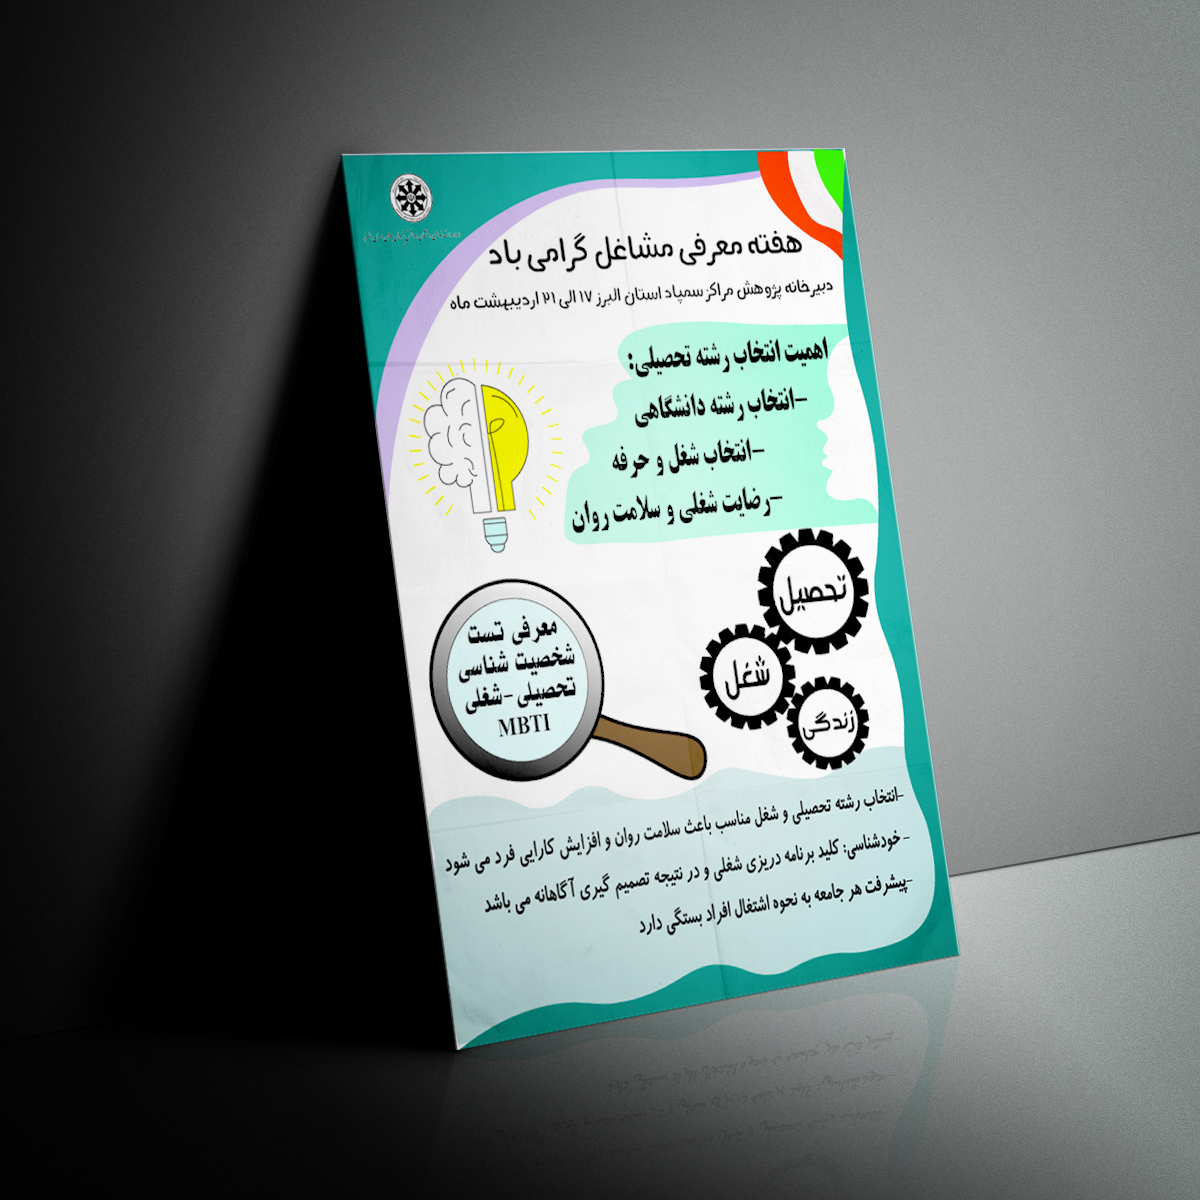 هفته معرفی مشاغل گرامی باد
دبیرخانه پژوهش مراکز سمپاد استان البرز ۱۷ الی ۲۱ اردیبهشت ماه
اهمیت انتخاب رشته تحصیلی:
-انتخاب رشته دانشگاهی
-انتخاب شغل و حرفه
-رضایت شغلی و سلامت روان
تحصیل
شغل
زندگی
معرفی تست
شخصیت شناسی
تحصیلی-شغلی
MBTI
-انتخاب رشته تحصیلی و شغل مناسب باعث سلامت روان و افزایش کارایی فرد می شود
-خودشناسی: کلید برنامه دریزی شغلی و در نتیجه تصمیم گیری آگاهانه می باشد
-پیشرفت هر جامعه به نحوه اشتغال افراد بستگی دارد